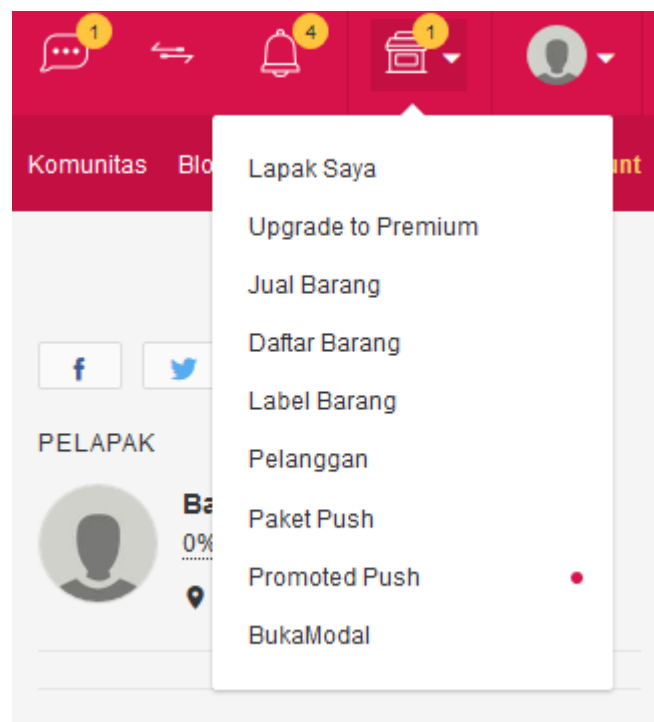 1
4
1
Komunitas
Lapak Saya
Upgrade to Premium
Jual Barang
Daftar Barang
Label Barang
PELAPAK
Pelanggan
0%
Paket Push
Promoted Push
BukaModal